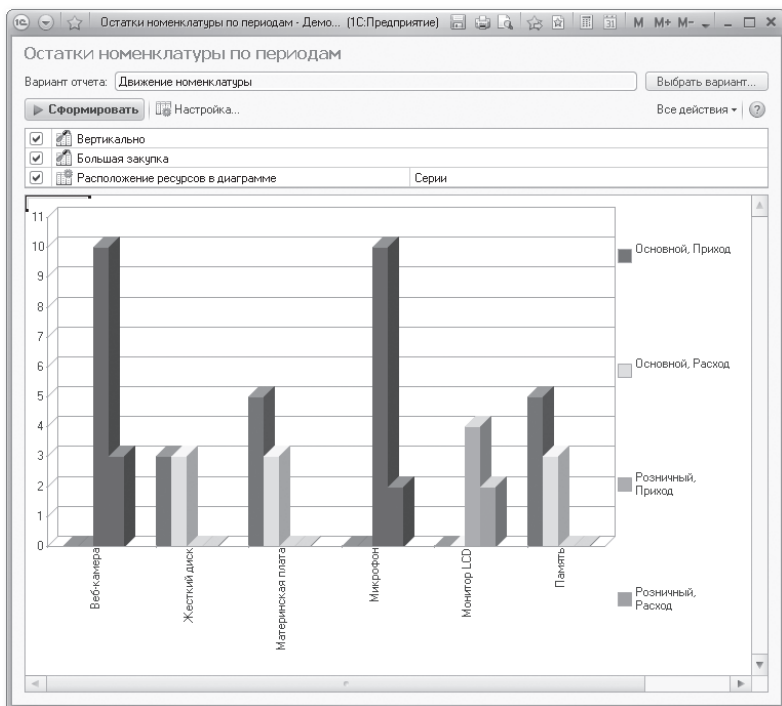 Остатки номенклатуры по периодам - Демо... (1С:Предприятие) M M+ M-
Остатки номенклатуры по периодам
Вариант отчета: Движение номенклатуры Выбрать вариант...
Сформировать Настройка... Все действия ?
Вертикально
Большая закупка
Расположение ресурсов в диаграмме Серии
11
10
9
8
7
6
5
4
3
2
1
0
Веб-камера
Жесткий диск
Материнская плата
Микрофон
Монитор LCD
Память
Основной, Приход
Основной, Расход
Розничный,
Приход
Розничный,
Расход